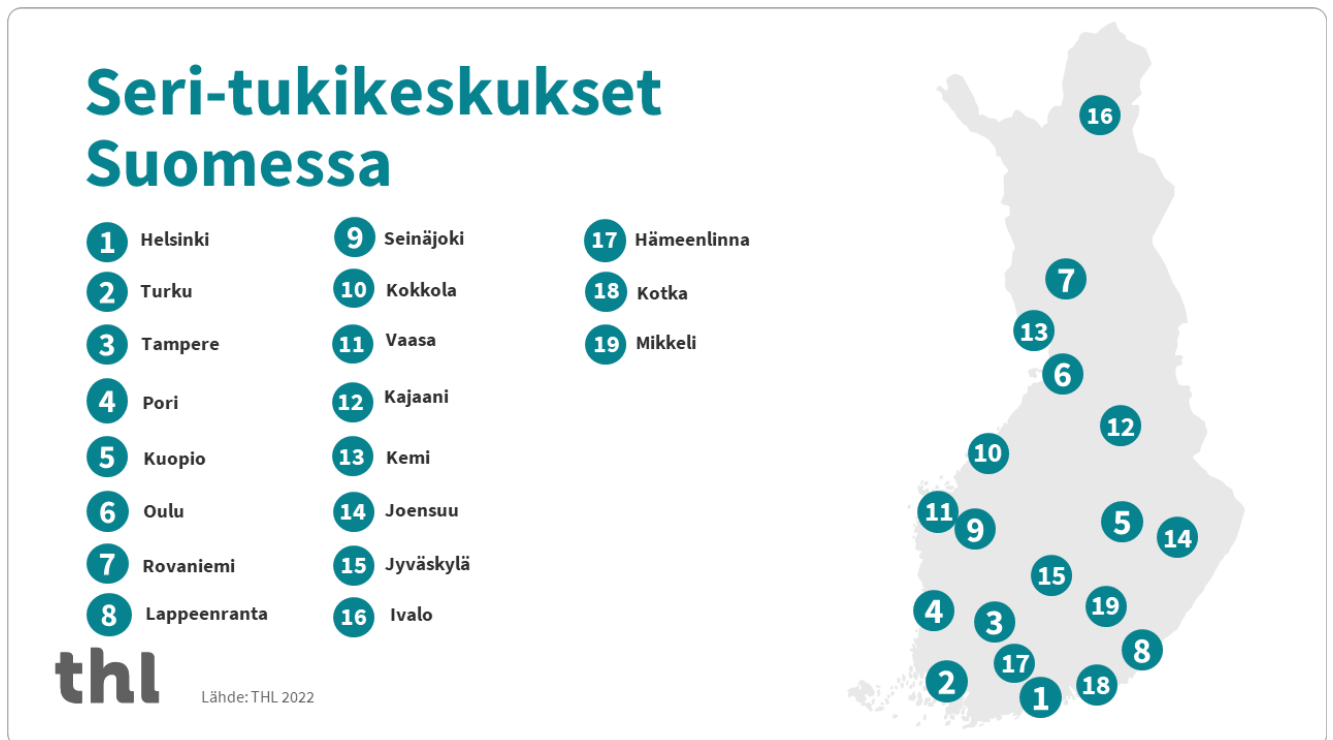 Seri-tukikeskukset
Suomessa
1 Helsinki
2 Turku
3 Tampere
4 Pori
5 Kuopio
6 Oulu
7 Rovaniemi
8 Lappeenranta
9 Seinäjoki
10 Kokkola
11 Vaasa
12 Kajaani
13 Kemi
14 Joensuu
15 Jyväskylä
16 Ivalo
17 Hämeenlinna
18 Kotka
19 Mikkeli
16
7
13
6
12
10
11
9
5
14
15
4
3
19
17
8
2
1
18
thl
Lähde: THL 2022